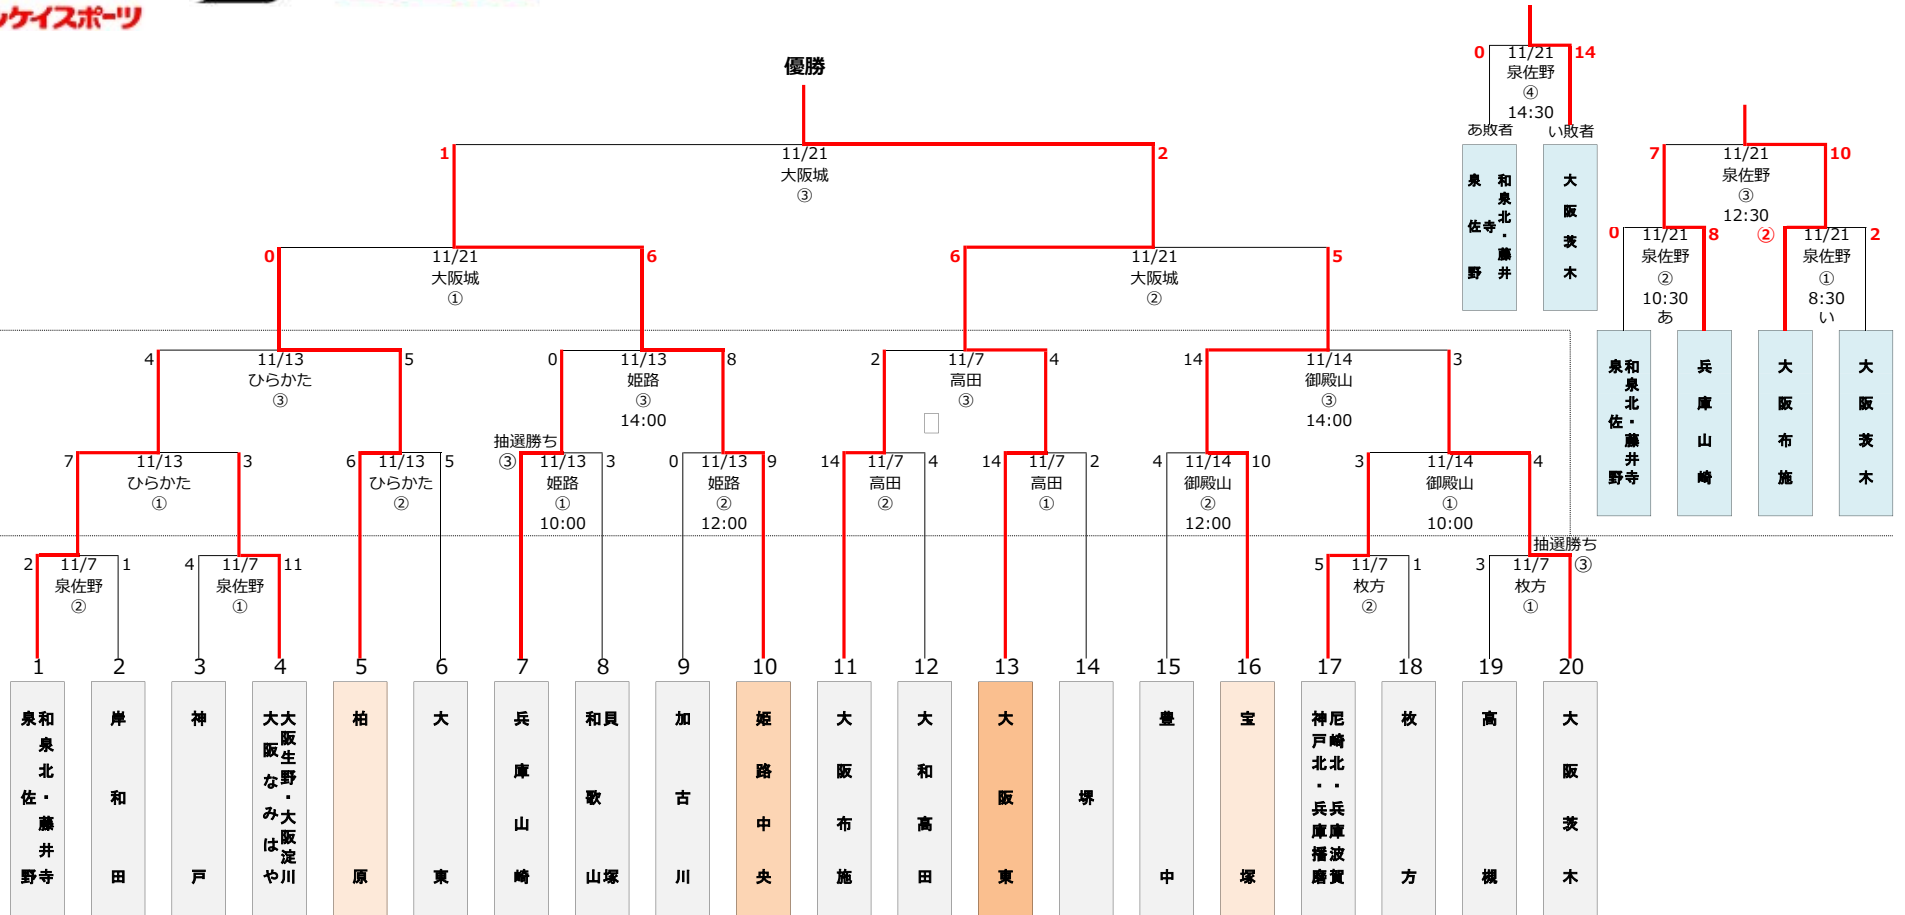 ケイスポーツ
優勝
0 11/21 14
泉佐野
④
14:30
あ敗者 い敗者
泉佐野 和泉北・藤井寺
大阪茨木
7 11/21 10
泉佐野
③
12:30
0 11/21 8
泉佐野
②
10:30
あ
② 11/21 2
泉佐野
①
8:30
い
泉佐野 和泉北・藤井寺
兵庫山崎
大阪布施
大阪茨木
1 11/21 2
大阪城
③
0 11/21 6
大阪城
①
6 11/21 5
大阪城
②
4 11/13 5
ひらかた
③
0 11/13 8
姫路
③
14:00
2 11/7 4
高田
③
14 11/14 3
御殿山
③
14:00
7 11/13 3
ひらかた
①
6 11/13 5
ひらかた
②
抽選勝ち
③ 11/13 3
姫路
①
10:00
0 11/13 9
姫路
②
12:00
14 11/7 4
高田
②
14 11/7 2
高田
①
4 11/14 10
御殿山
②
12:00
3 11/14 4
御殿山
①
10:00
2 11/7 1
泉佐野
②
4 11/7 11
泉佐野
①
5 11/7 1
枚方
②
抽選勝ち
3 11/7 ③
枚方
①
1 2 3 4 5 6 7 8 9 10 11 12 13 14 15 16 17 18 19 20
泉佐野 和泉北・藤井寺
岸和田
神戸
大阪なみはや 大阪生野・大阪淀川
柏原
大東
兵庫山崎
和歌山 貝塚
加古川
姫路中央
大阪布施
大和高田
大阪東
堺
豊中
宝塚
神戸北・兵庫播磨 尼崎北・兵庫波賀
枚方
高槻
大阪茨木